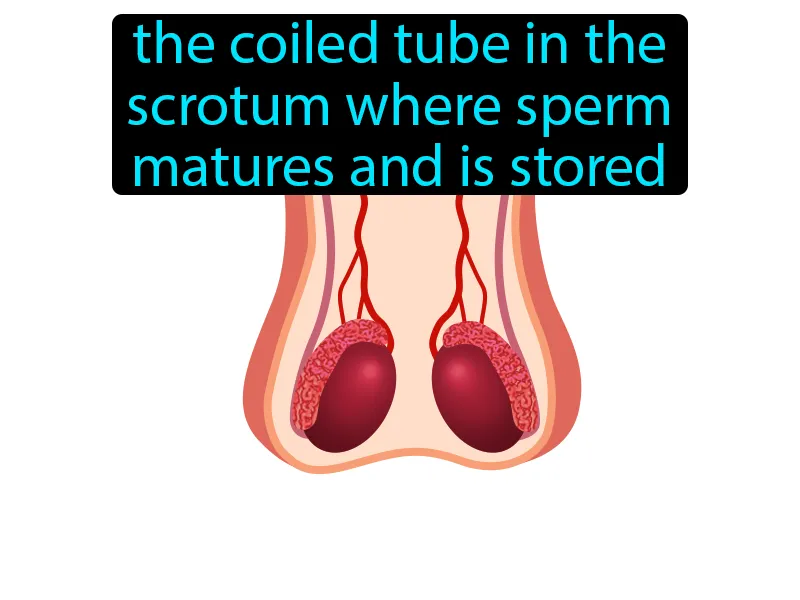 the coiled tube in the
scrotum where sperm
matures and is stored